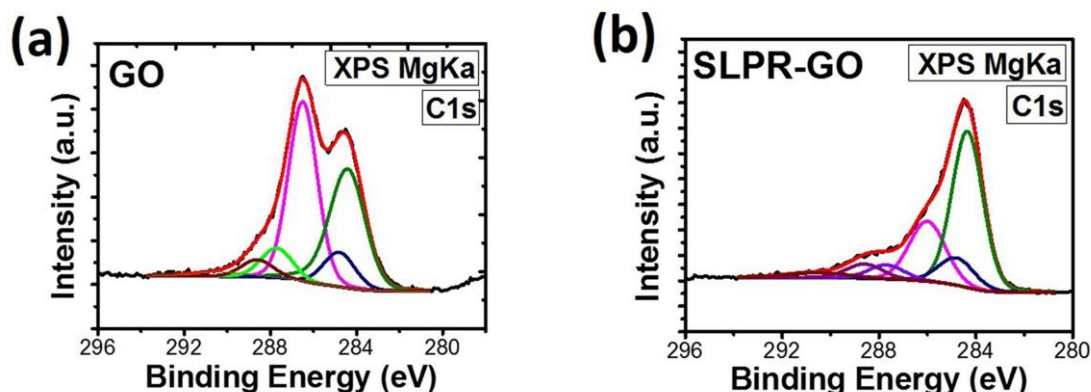 (a)
GO
XPS MgKa
C1s
Intensity (a.u.)
296 292 288 284 280
Binding Energy (eV)
(b)
SLPR-GO
XPS MgKa
C1s
Intensity (a.u.)
296 292 288 284 280
Binding Energy (eV)